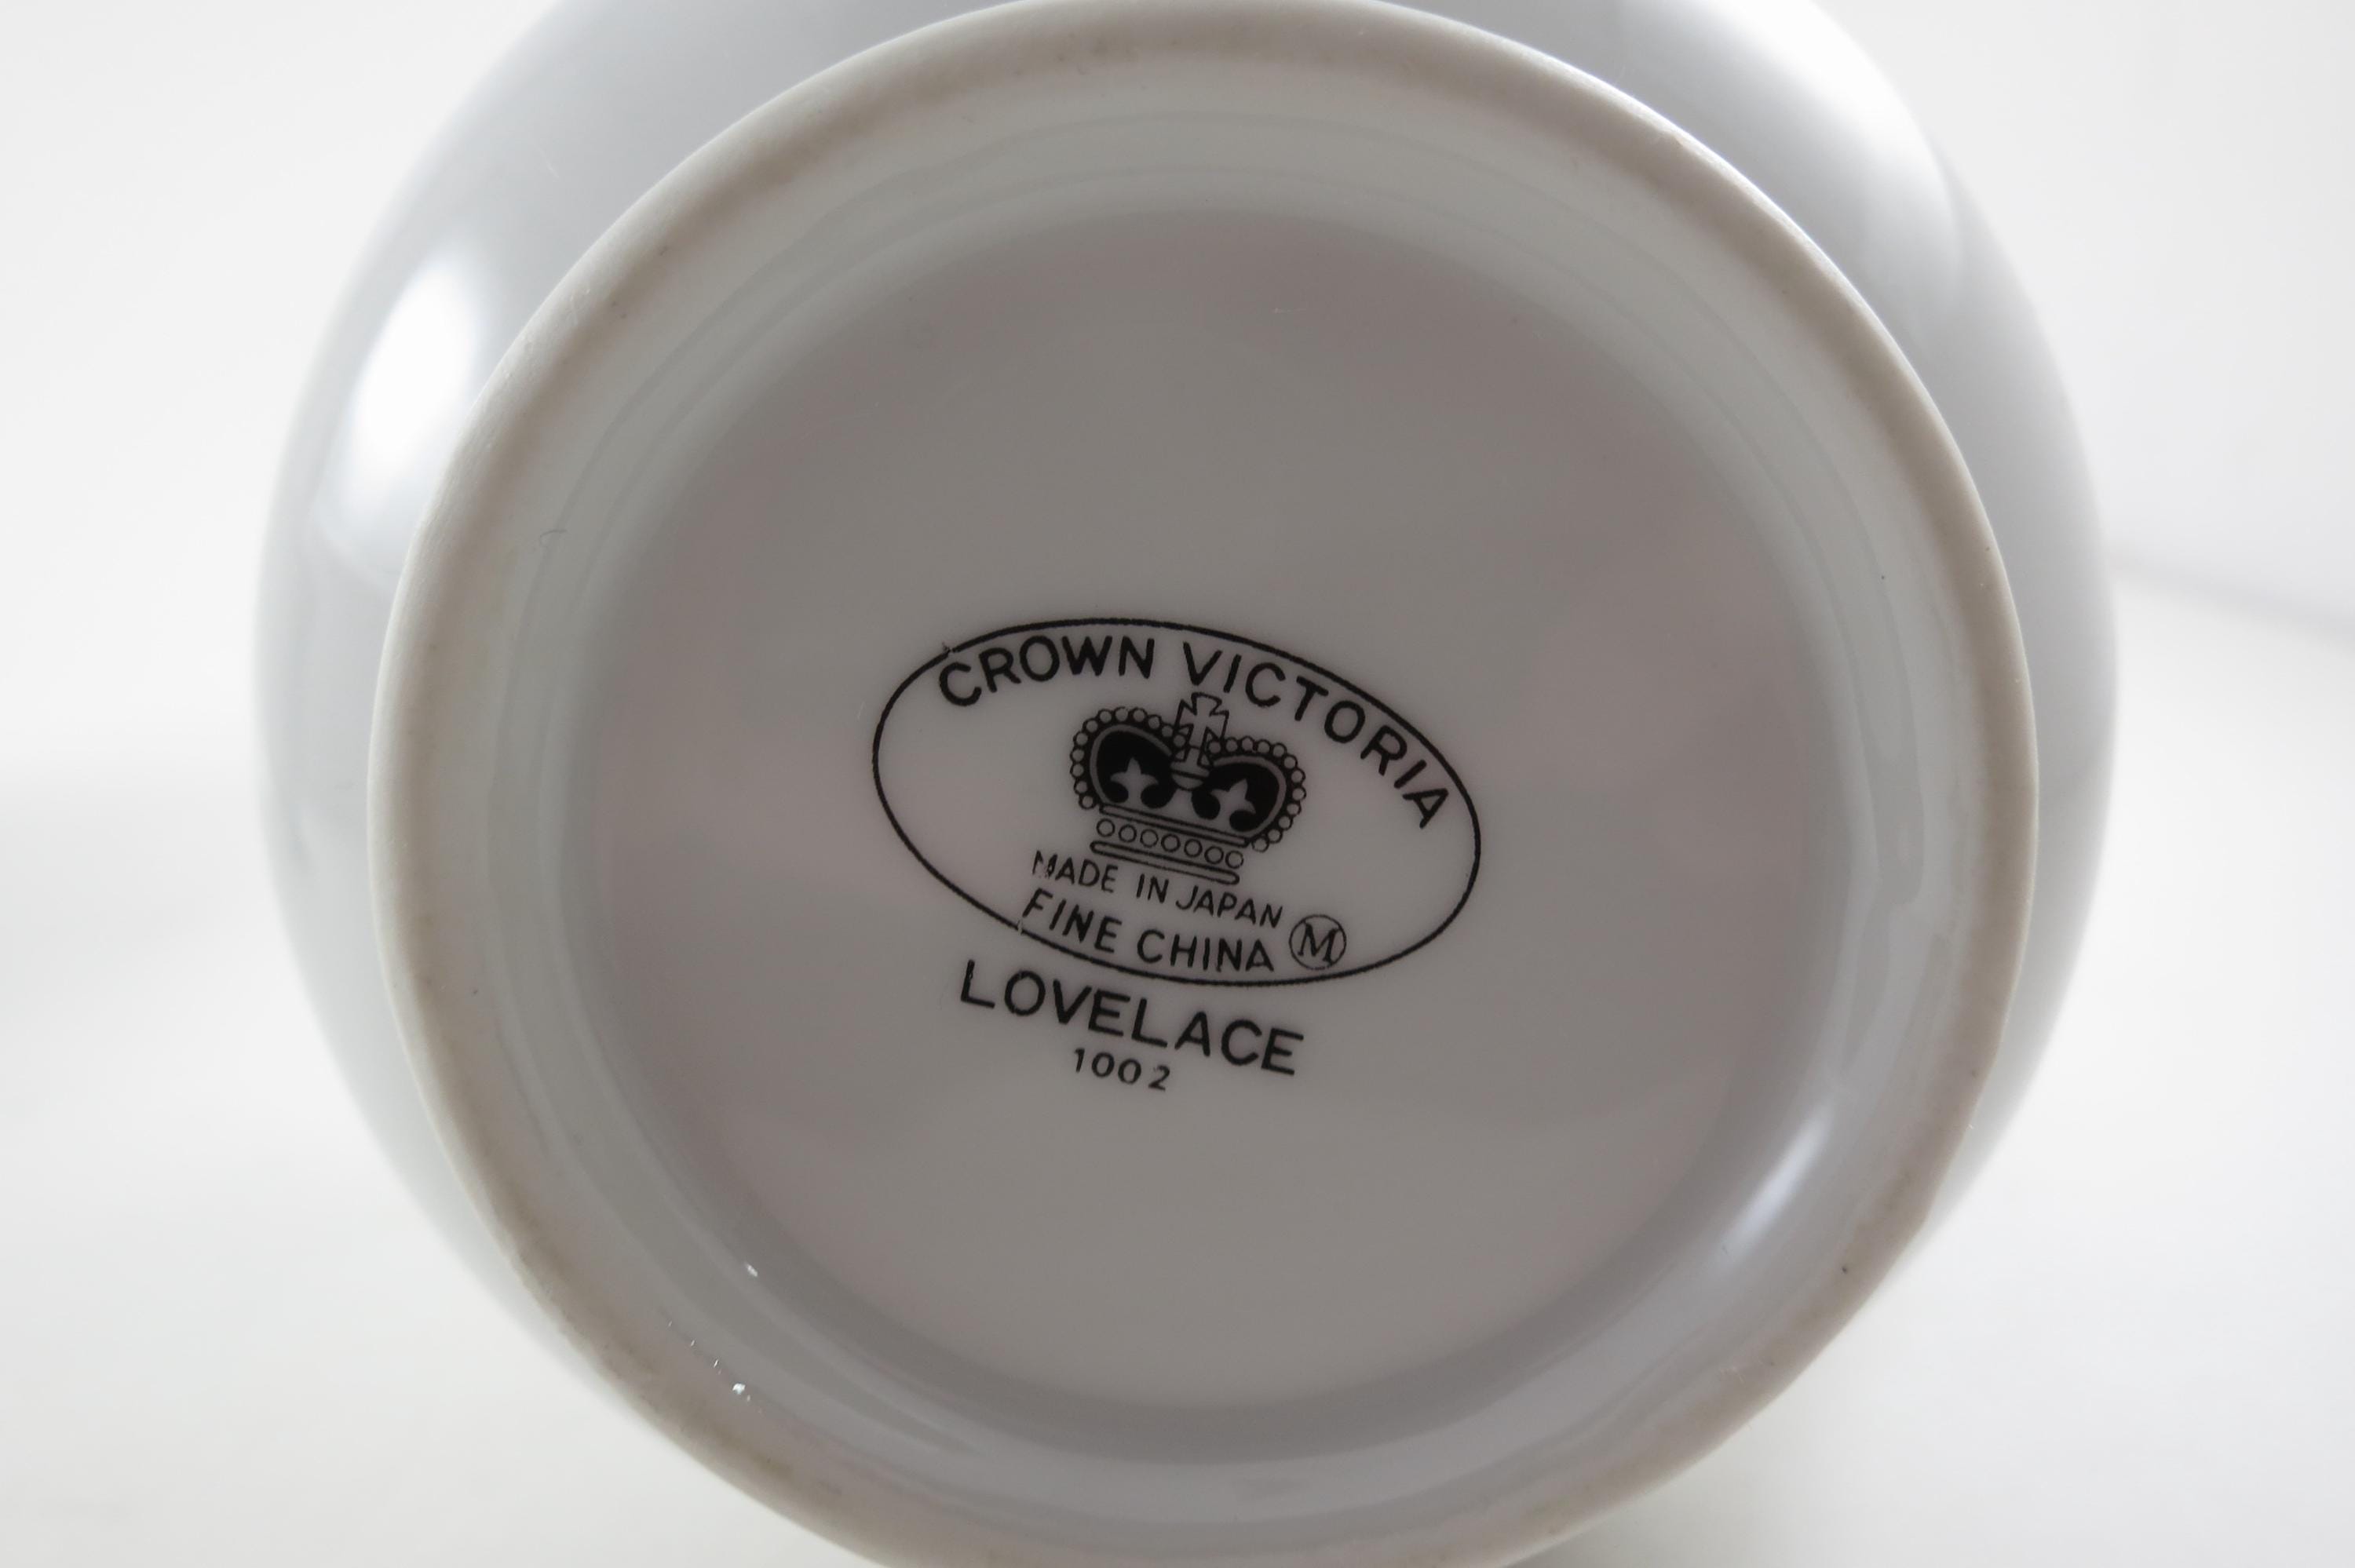 CROWN VICTORIA
MADE IN JAPAN
FINE CHINA M
LOVELACE
1002